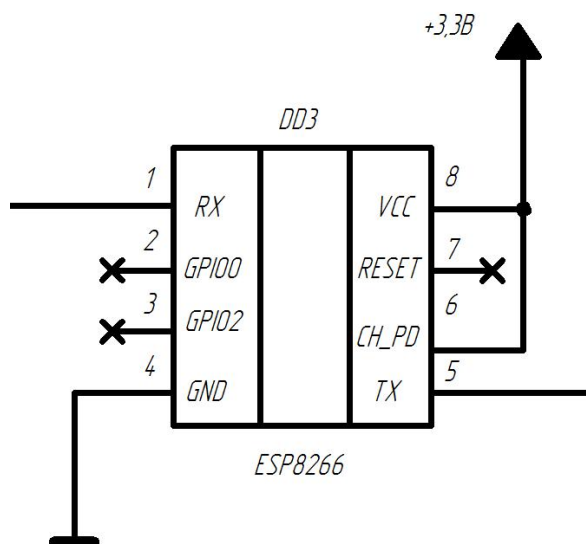 +3,3В
DD3
1 RX VCC 8
2 GPIO0 RESET 7
3 GPIO2 CH_PD 6
4 GND TX 5
ESP8266